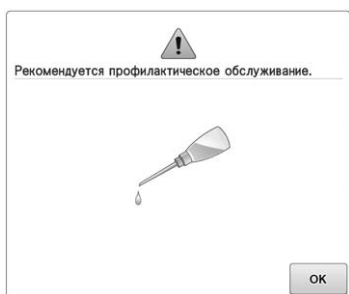 Рекомендуется профилактическое обслуживание.
OK